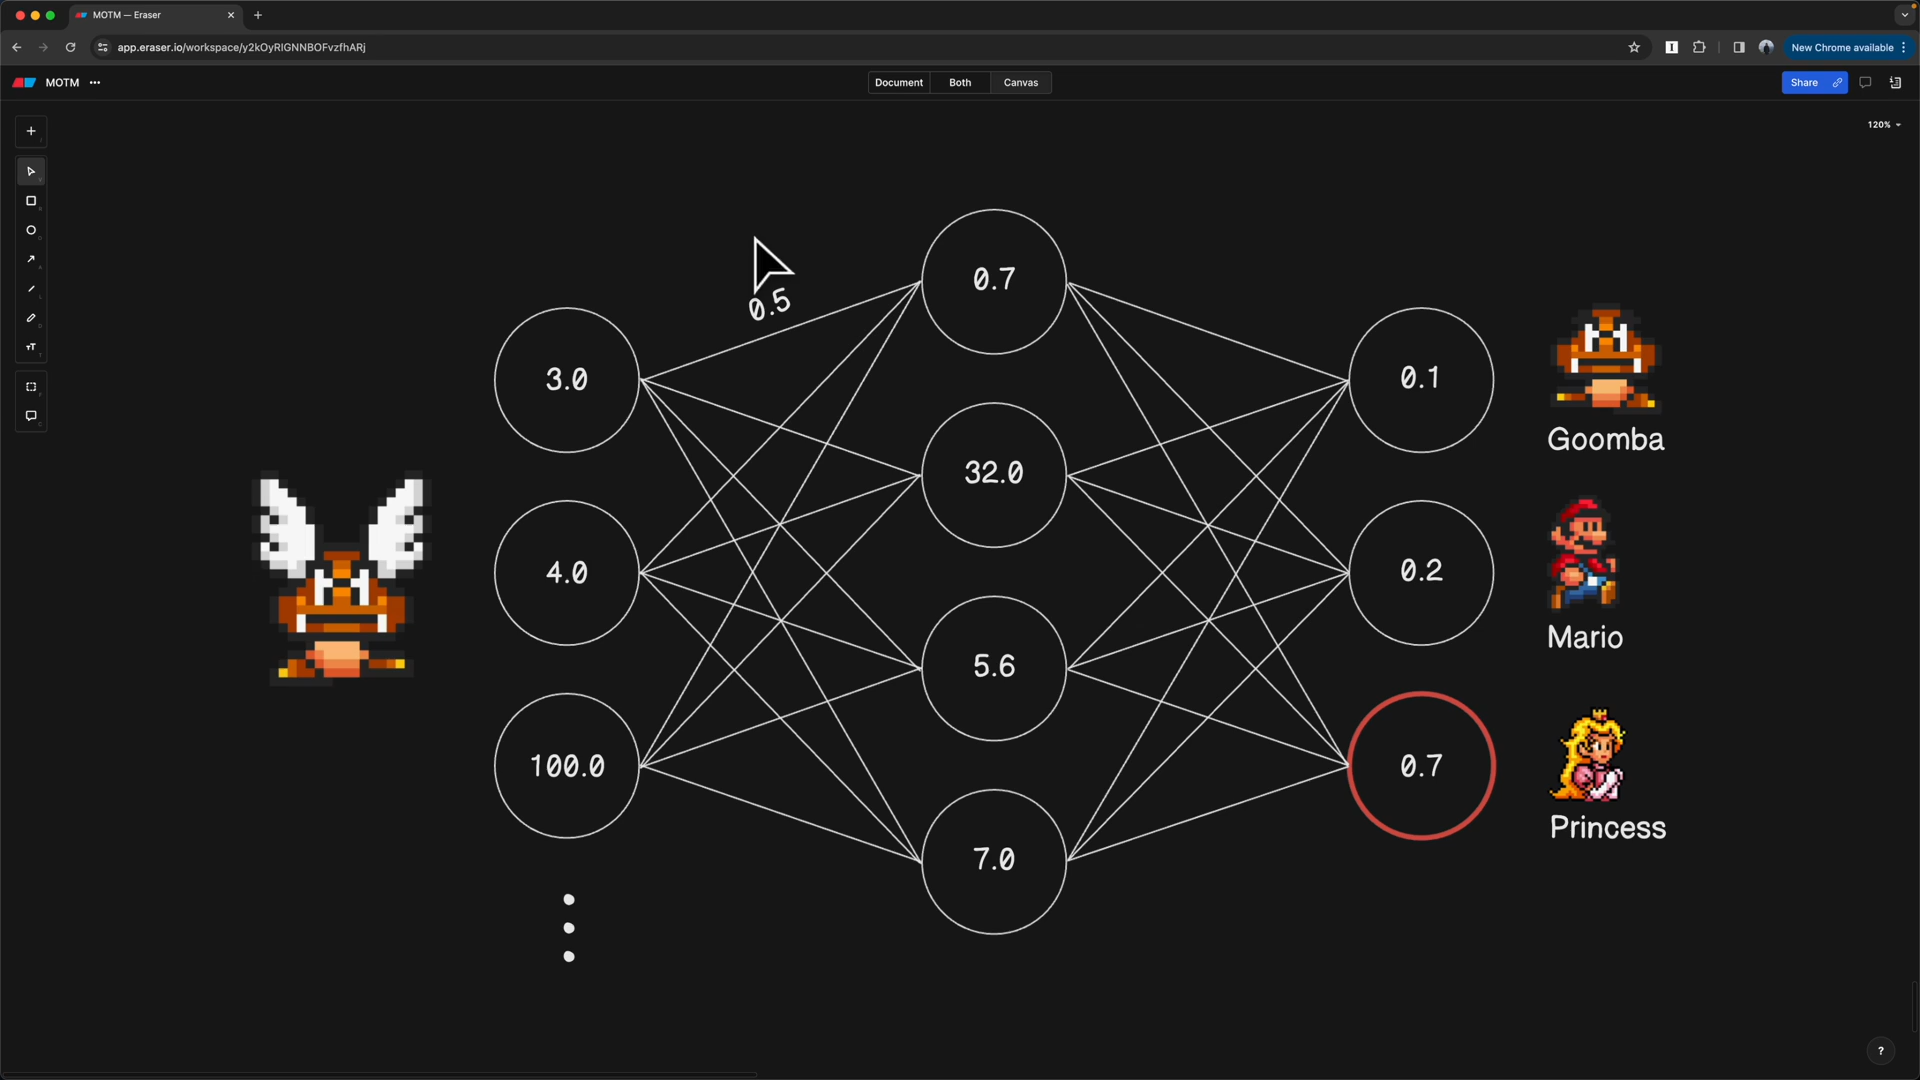 MOTM — Eraser
app.eraser.io/workspace/y2kOyRIGNNBOFvzfhARj
New Chrome available
MOTM
Document
Both
Canvas
Share
120%
0.5
3.0
4.0
100.0
0.7
32.0
5.6
7.0
0.1
0.2
0.7
Goomba
Mario
Princess
?